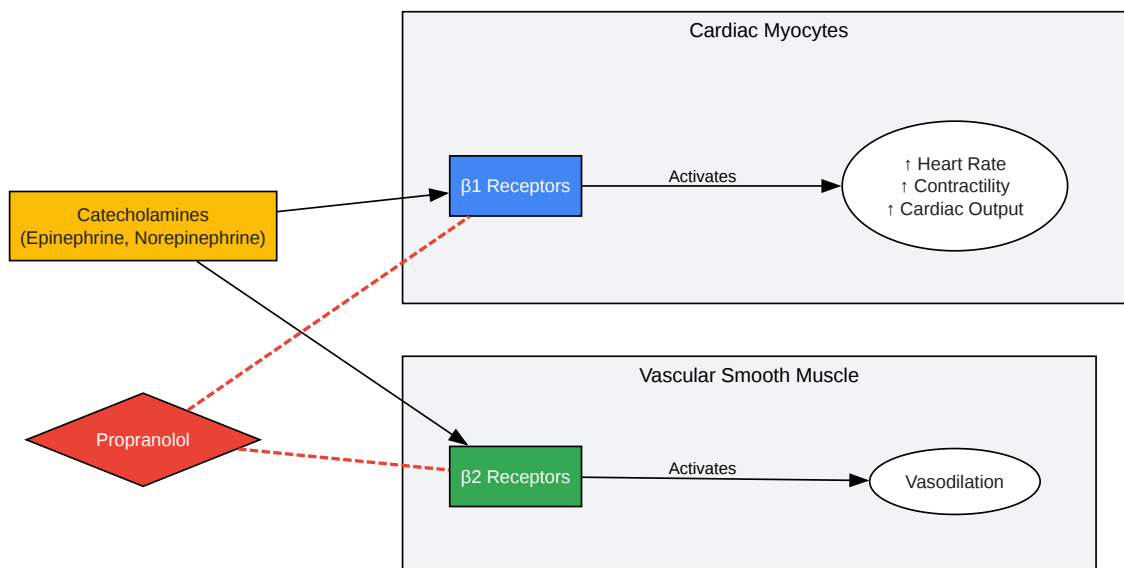 Cardiac Myocytes
β1 Receptors
Activates
↑ Heart Rate
↑ Contractility
↑ Cardiac Output
Catecholamines
(Epinephrine, Norepinephrine)
Vascular Smooth Muscle
Propranolol
β2 Receptors
Activates
Vasodilation